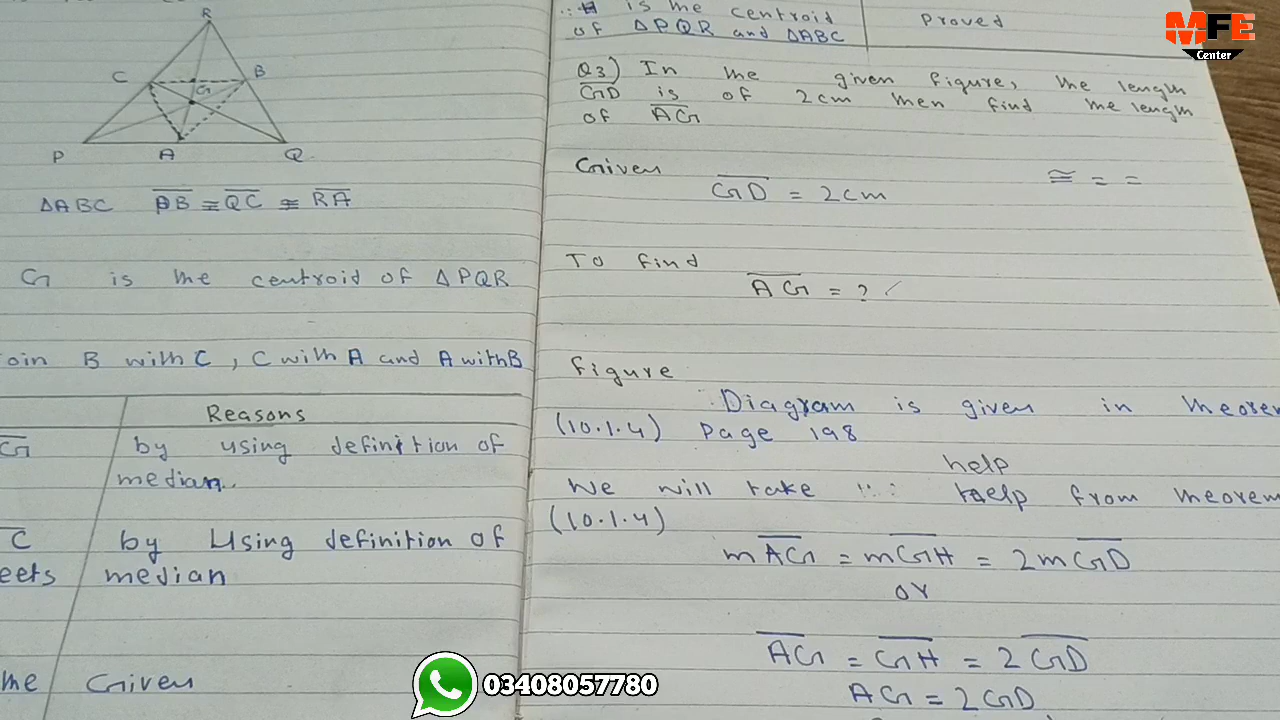 R
C
B
G
P
A
Q
ΔABC PB ≅ QC ≅ RA
G is the centroid of ΔPQR
oin B with C, C with A and A with B
Reasons
G by using definition of
median.
C by Using definition of
eets median
me Given
∴ is the centroid
of ΔPQR and ΔABC
Proved
Q3) In the given figure, the length
GD is of 2cm then find the length
of AG
Given
GD = 2cm
≅ = =
To find
AG = ?
figure
Diagram is given in theorem
(10.1.4) Page 198
help
We will take help from theorem
(10.1.4)
mAG = mGH = 2mGD
or
AG = GH = 2GD
AG = 2GD
MFE
Center
03408057780